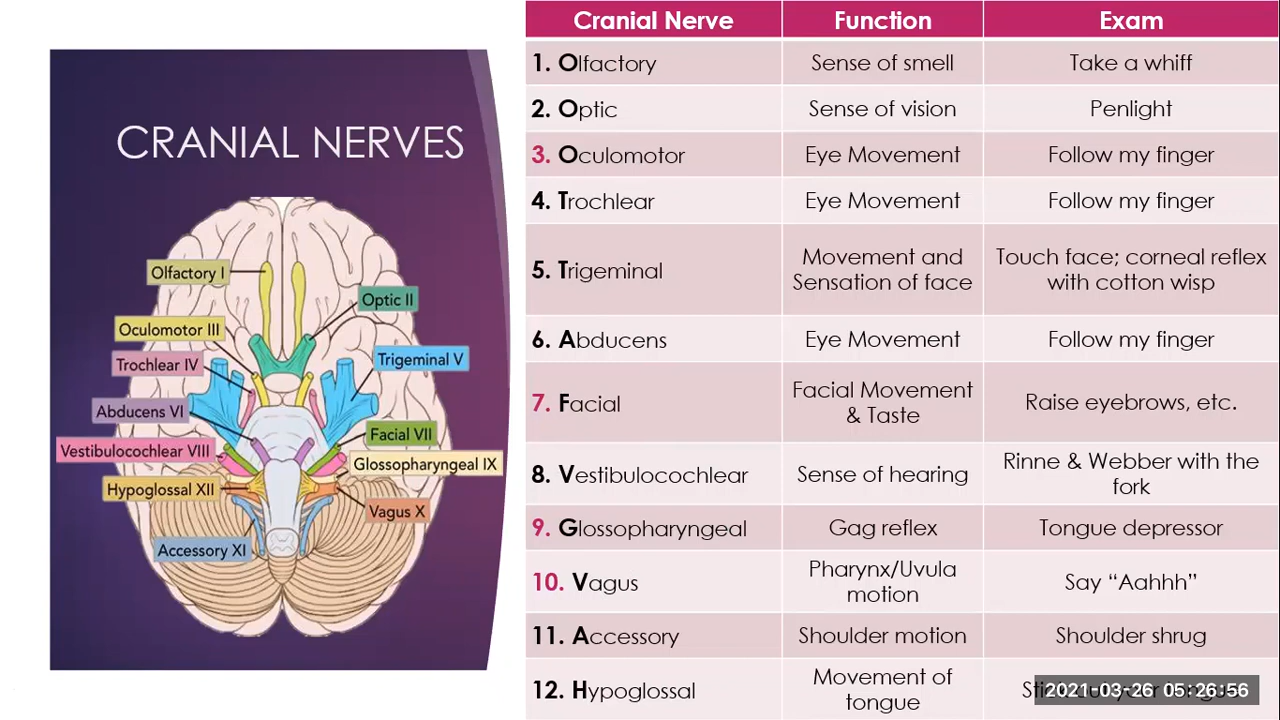 CRANIAL NERVES
Olfactory I
Optic II
Oculomotor III
Trochlear IV
Trigeminal V
Abducens VI
Facial VII
Vestibulocochlear VIII
Glossopharyngeal IX
Hypoglossal XII
Vagus X
Accessory XI
Cranial Nerve Function Exam
1. Olfactory Sense of smell Take a whiff
2. Optic Sense of vision Penlight
3. Oculomotor Eye Movement Follow my finger
4. Trochlear Eye Movement Follow my finger
5. Trigeminal
Movement and
Sensation of face
Touch face; corneal reflex
with cotton wisp
6. Abducens Eye Movement Follow my finger
7. Facial
Facial Movement
& Taste
Raise eyebrows, etc.
8. Vestibulocochlear Sense of hearing
Rinne & Webber with the
fork
9. Glossopharyngeal Gag reflex Tongue depressor
10. Vagus
Pharynx/Uvula
motion
Say “Aahhh”
11. Accessory Shoulder motion Shoulder shrug
12. Hypoglossal
Movement of
tongue
2021-03-26 05:26:56